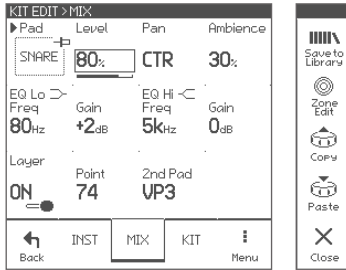 KIT EDIT>MIX
Pad Level Pan Ambience
SNARE 80% CTR 30%
EQ Lo EQ Hi
Freq Gain Freq Gain
80Hz +2dB 5kHz 0dB
Layer
Point 2nd Pad
ON 74 VP3
Back INST MIX KIT Menu
Save to
Library
Zone
Edit
Copy
Paste
Close